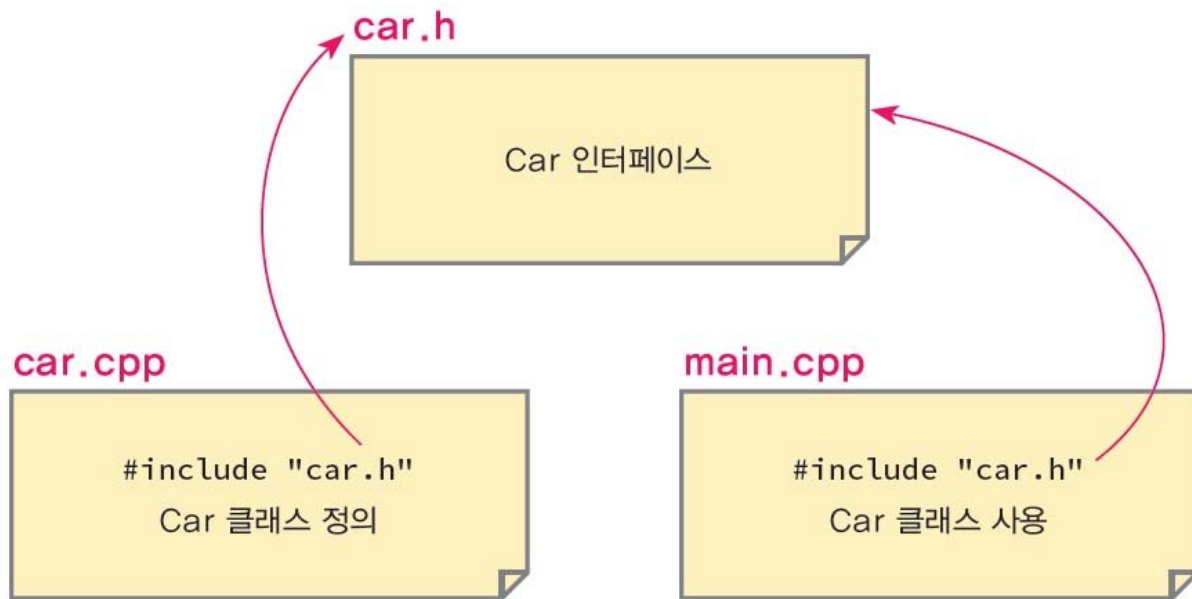 car.h
Car 인터페이스
car.cpp
#include "car.h"
Car 클래스 정의
main.cpp
#include "car.h"
Car 클래스 사용